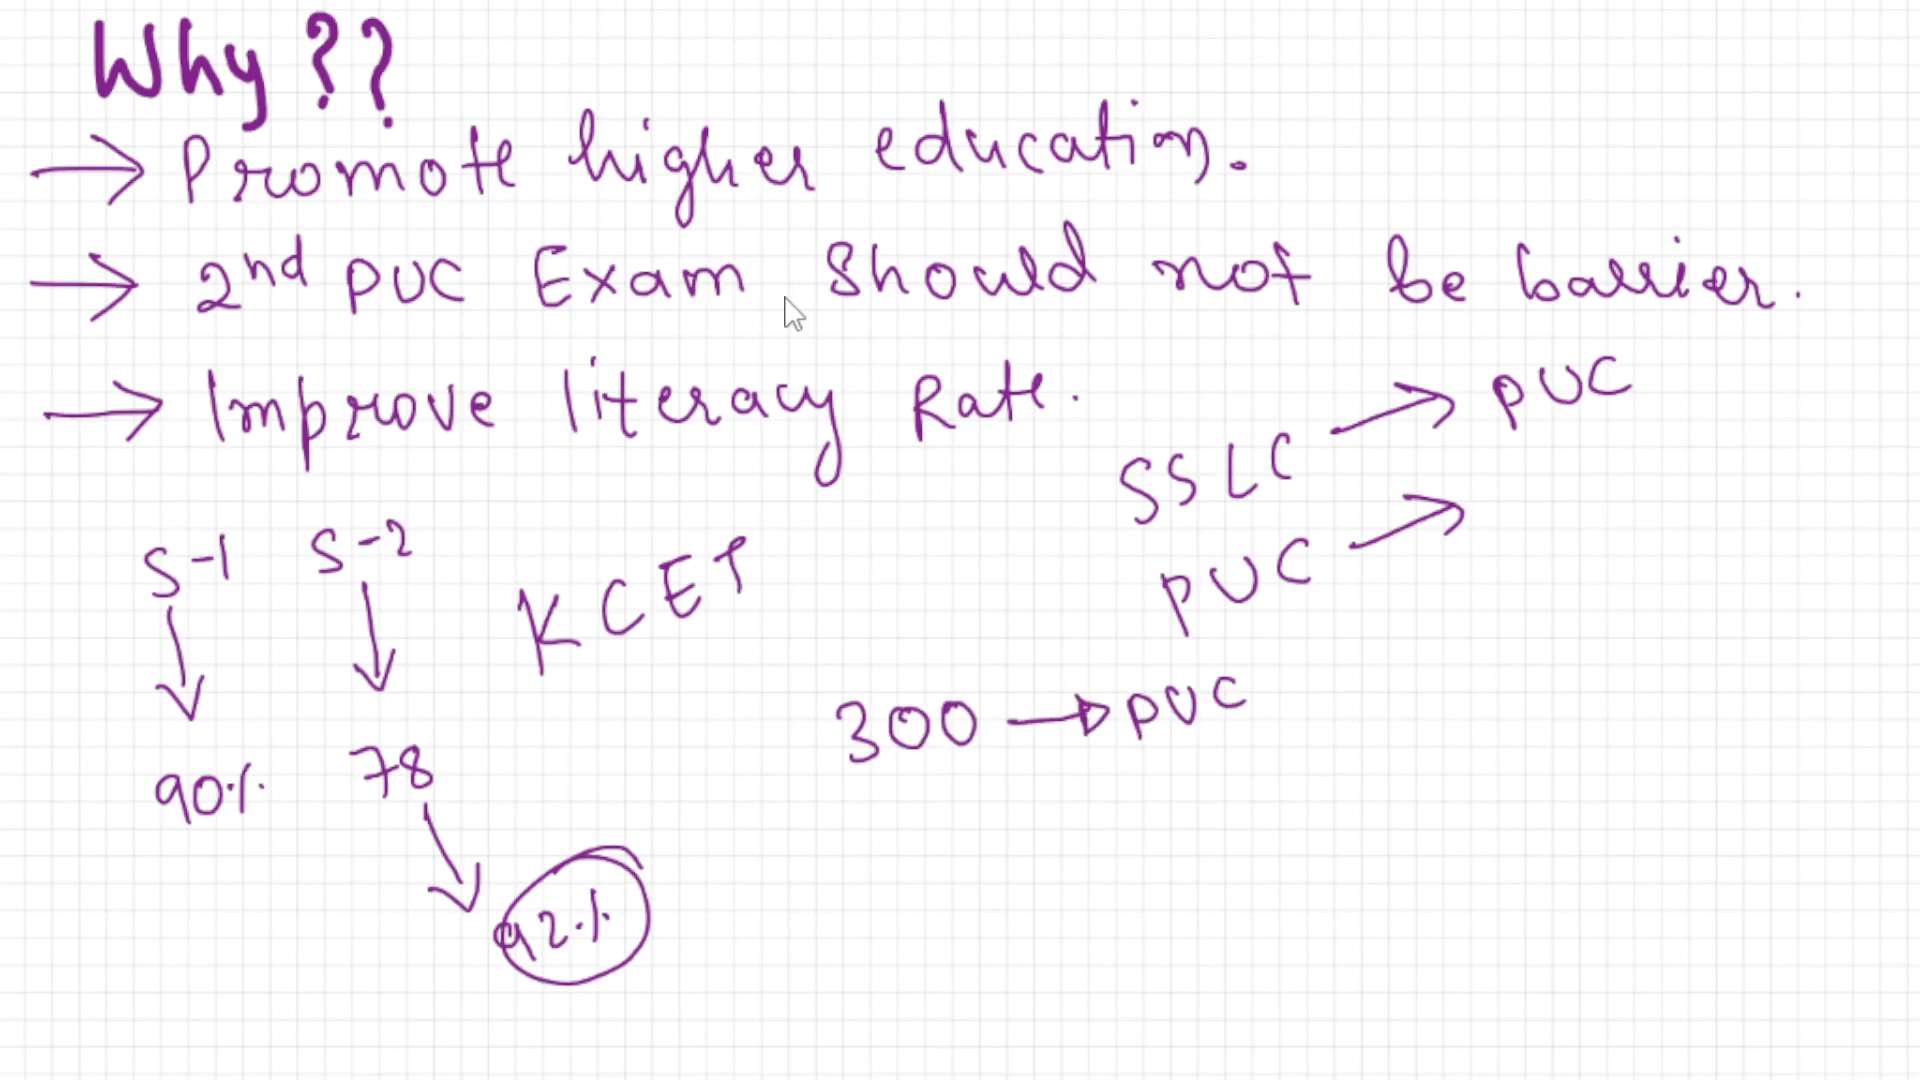 Why ??
→ Promote higher education.
→ 2nd PUC Exam Should not be barrier.
→ Improve literacy Rate.
SSLC → PUC
PUC →
S-1 S-2
KCET
300 → PUC
90% 78
92%